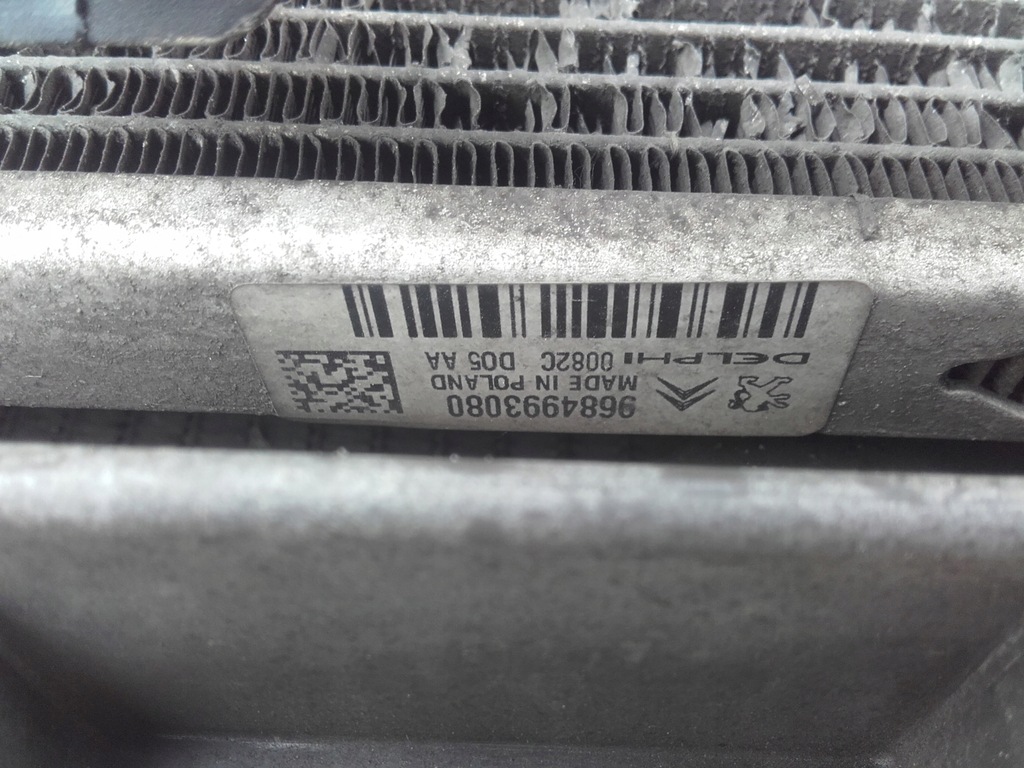 9684993080
MADE IN POLAND
DELPHI 0082C D05 AA